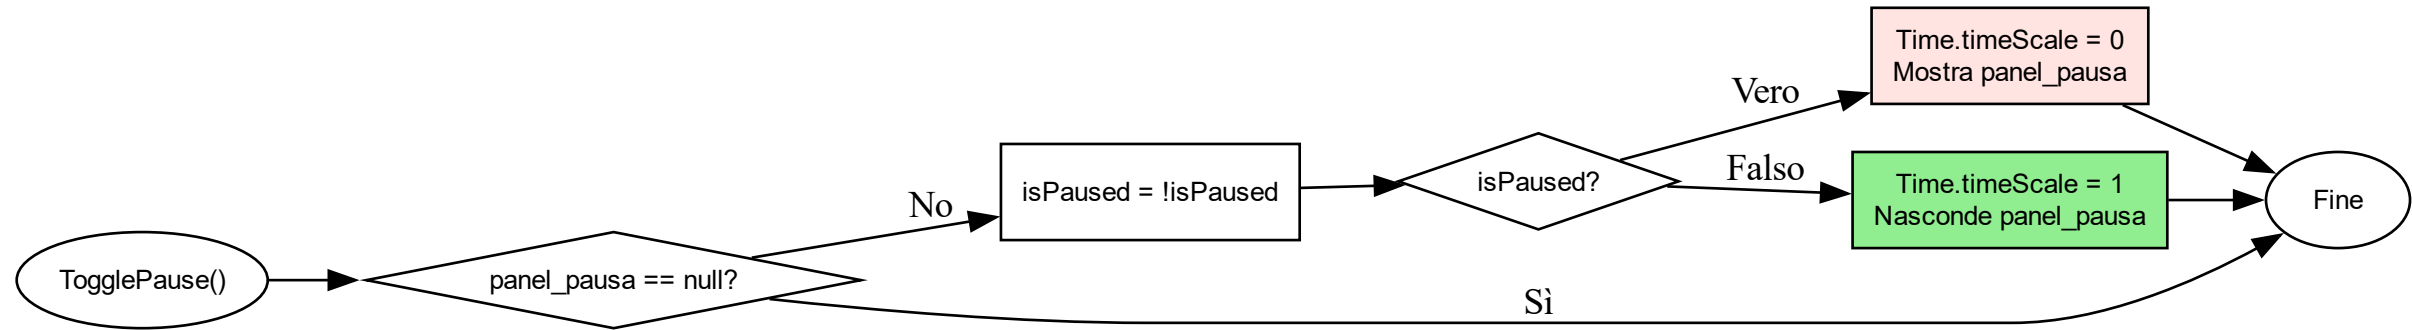 TogglePause()
panel_pausa == null?
No
isPaused = !isPaused
isPaused?
Vero
Time.timeScale = 0
Mostra panel_pausa
Falso
Time.timeScale = 1
Nasconde panel_pausa
Sì
Fine